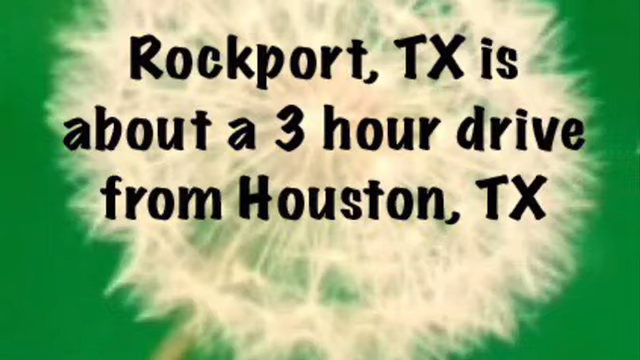 Rockport, TX is
about a 3 hour drive
from Houston, TX